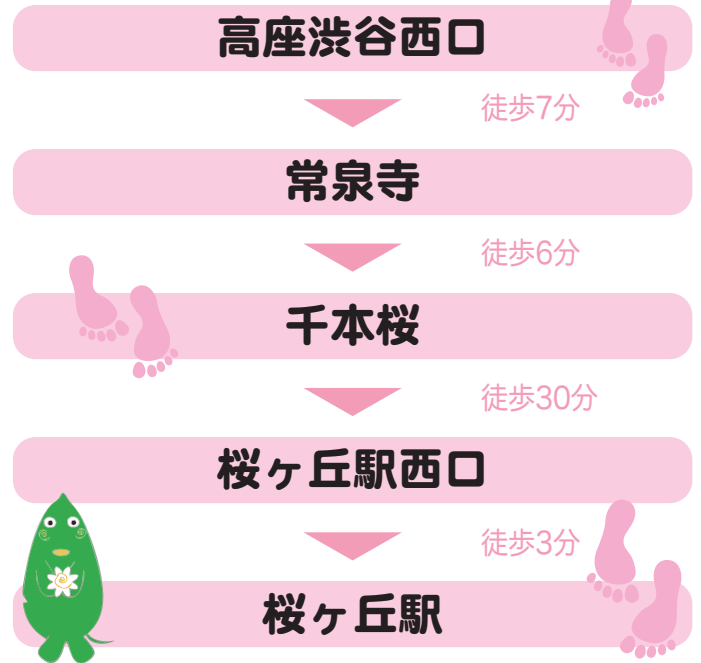 高座渋谷西口
徒歩7分
常泉寺
徒歩6分
千本桜
徒歩30分
桜ヶ丘駅西口
徒歩3分
桜ヶ丘駅